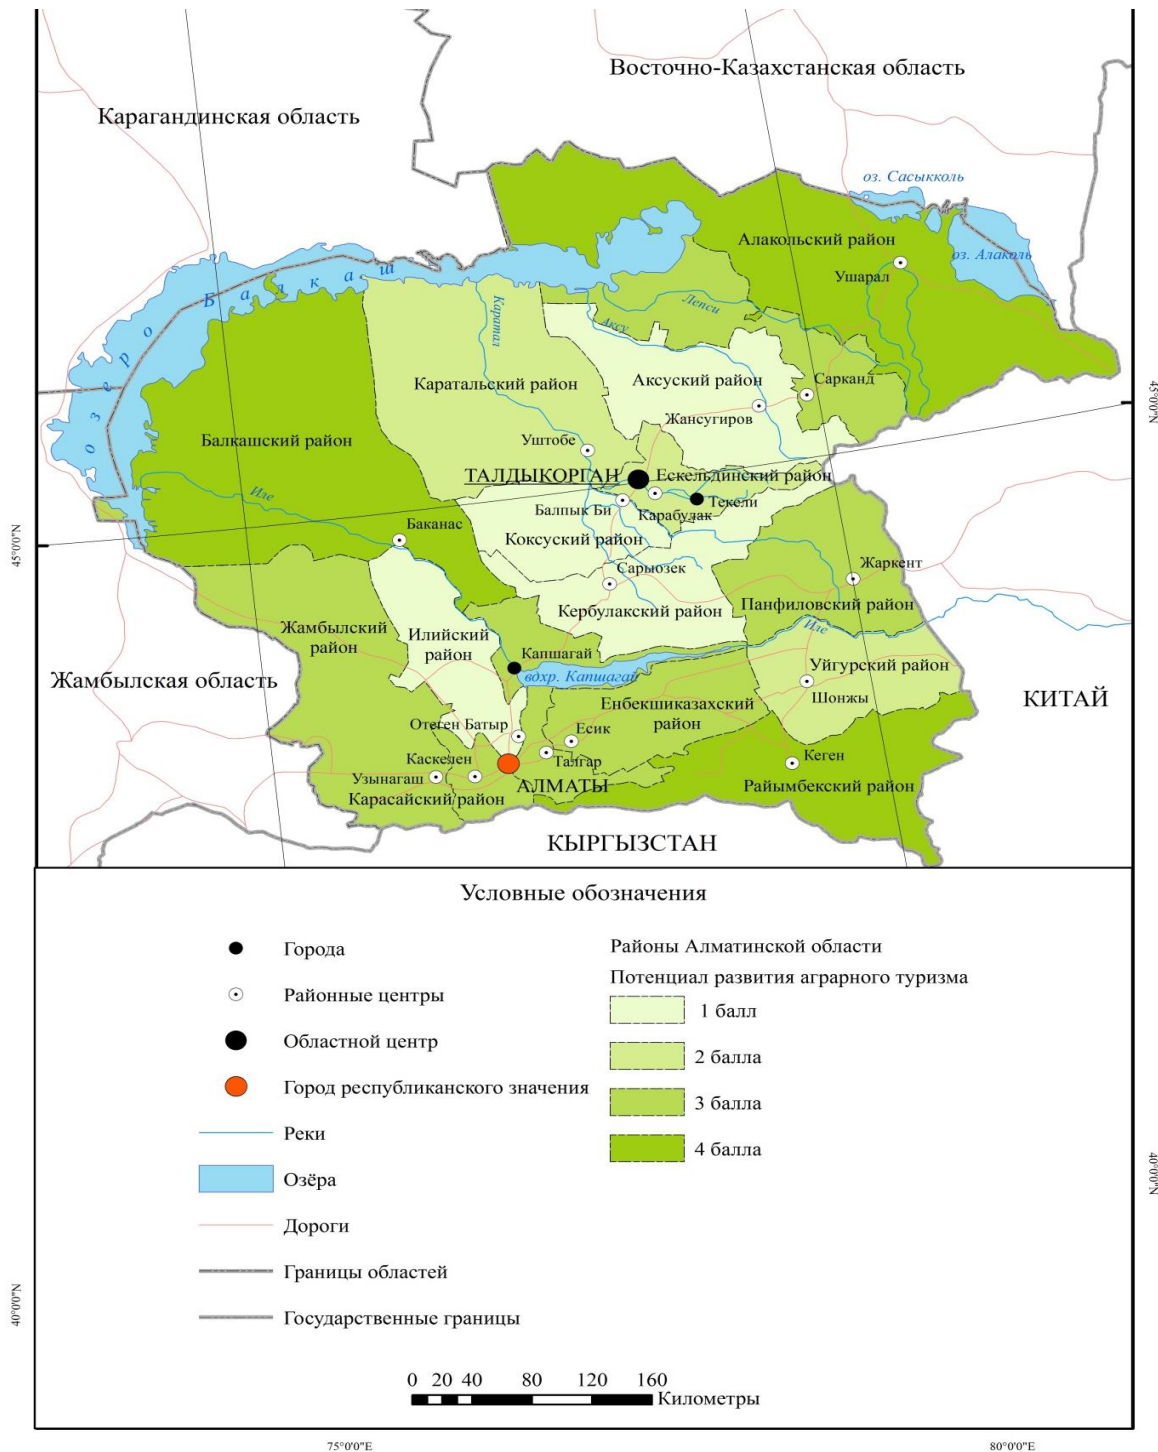 Восточно-Казахстанская область
Карагандинская область
оз. Сасыкколь
Алакольский район
оз. Алаколь
Ушарал
озеро Балкаш
Каратал
Лепси
Аксу
Каратальский район
Аксуский район
Сарканд
Жансугиров
45°0'0"N
Балкашский район
Уштобе
ТАЛДЫКОРГАН
Ескельдинский район
Иле
Балпык Би
Карабулак
Текели
Баканас
Коксуский район
45°0'0"N
Сарыозек
Жаркент
Кербулакский район
Панфиловский район
Жамбылский
район
Илийский
район
Иле
Капшагай
вдхр. Капшагай
Уйгурский район
Жамбылская область
КИТАЙ
Шонжы
Енбекшиказахский
район
Отеген Батыр
Есик
Каскелен
Талгар
Кеген
Узынагаш
АЛМАТЫ
Райымбекский район
Карасайский район
КЫРГЫЗСТАН
Условные обозначения
Города
Районные центры
Областной центр
Город республиканского значения
Реки
Озёра
Дороги
Границы областей
Государственные границы
Районы Алматинской области
Потенциал развития аграрного туризма
1 балл
2 балла
3 балла
4 балла
40°0'0"N
40°0'0"N
0 20 40 80 120 160
Километры
75°0'0"E
80°0'0"E